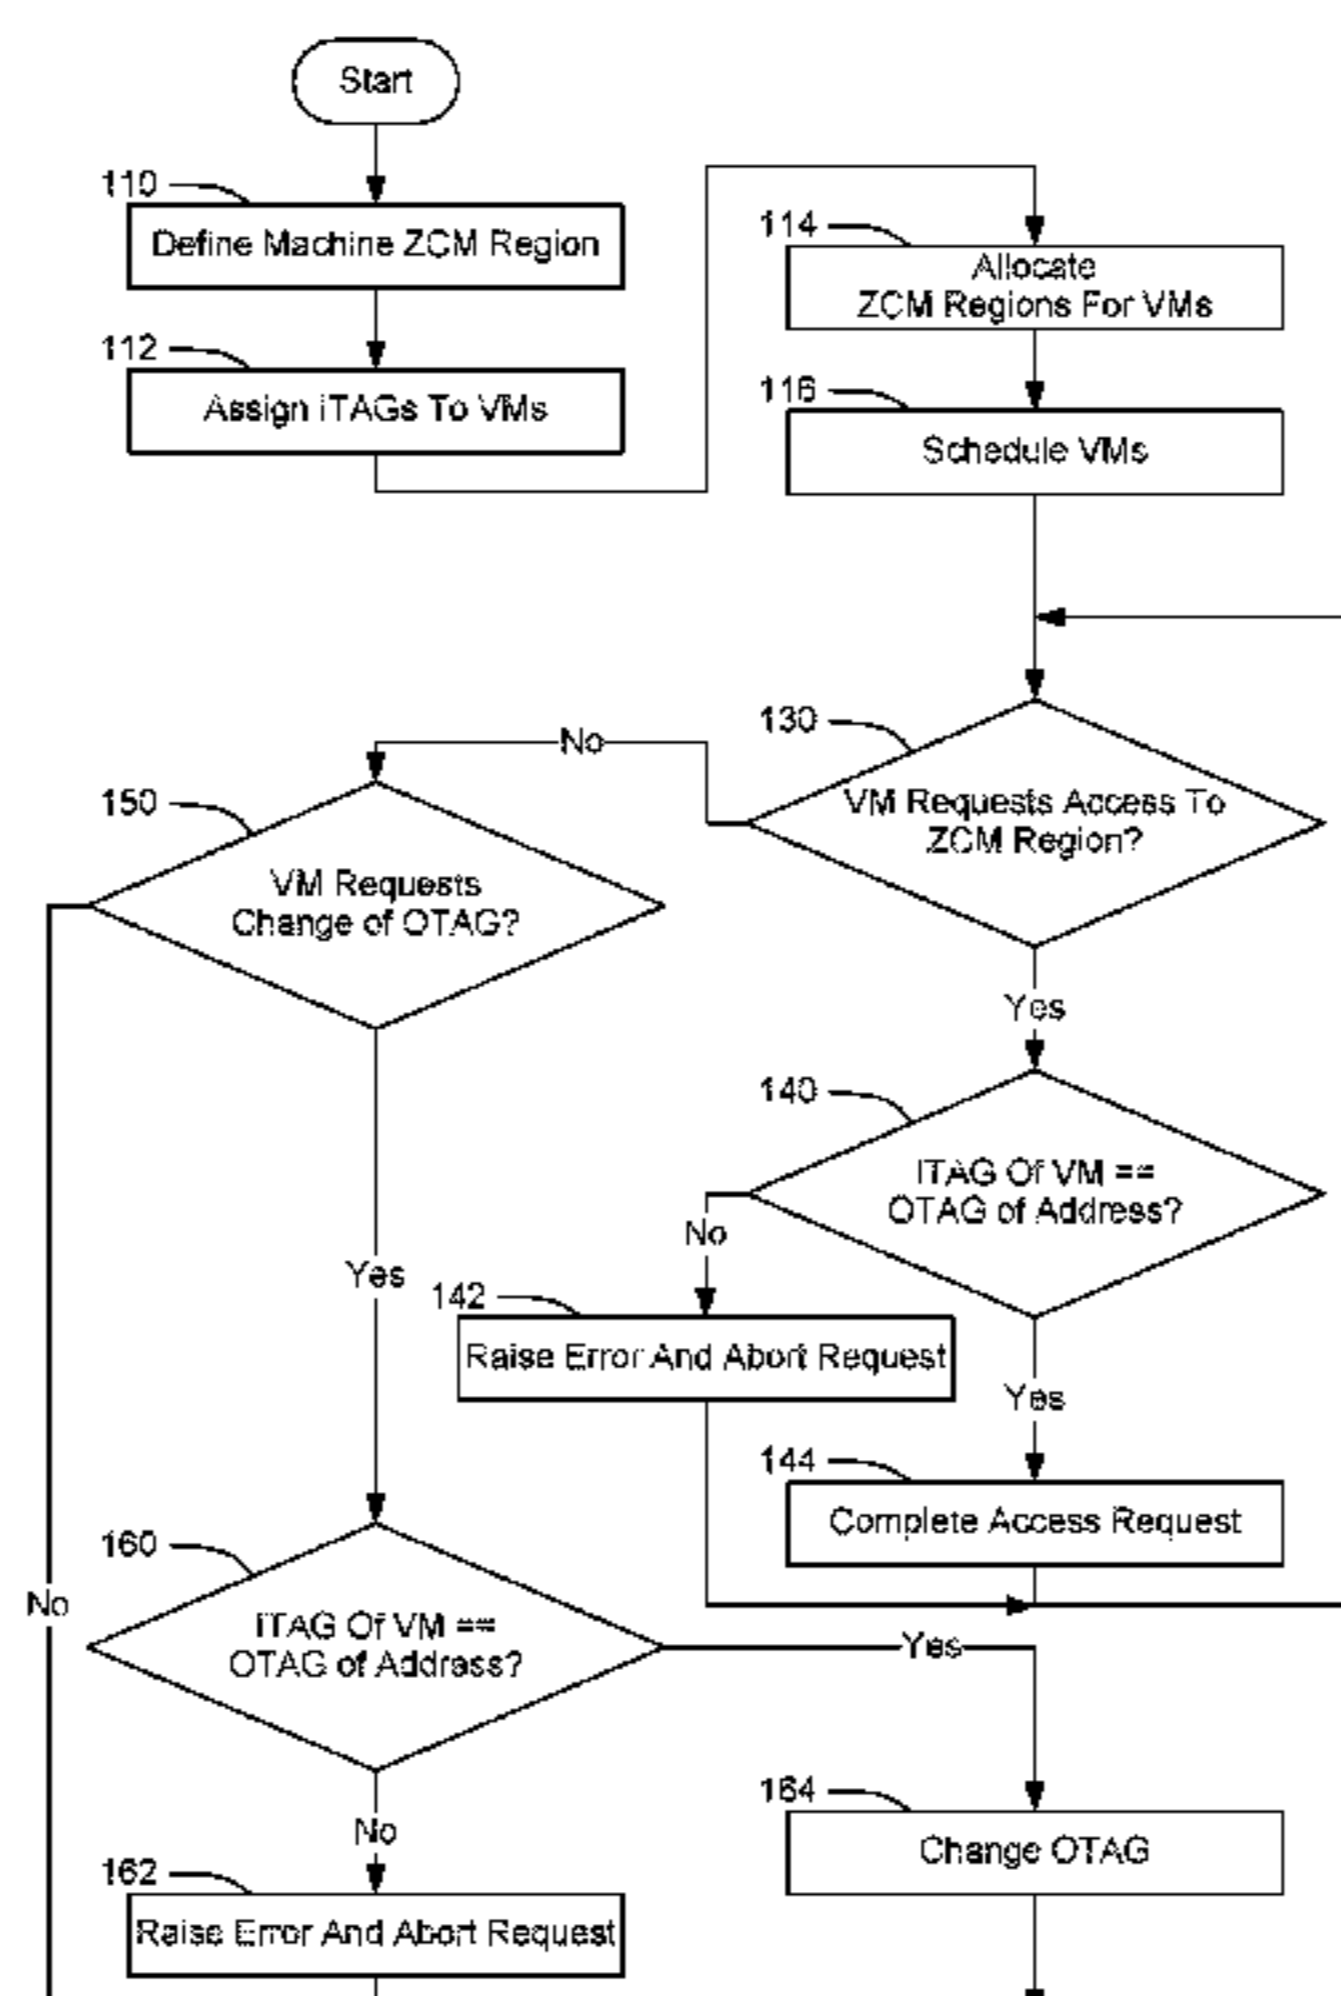 Start
110
Define Machine ZCM Region
112
Assign iTAGs To VMs
114
Allocate
ZCM Regions For VMs
116
Schedule VMs
130
VM Requests Access To
ZCM Region?
No
150
VM Requests
Change of OTAG?
Yes
140
ITAG Of VM ==
OTAG of Address?
No
142
Raise Error And Abort Request
Yes
Yes
144
Complete Access Request
160
No
iTAG Of VM ==
OTAG of Address?
Yes
164
Change OTAG
No
162
Raise Error And Abort Request